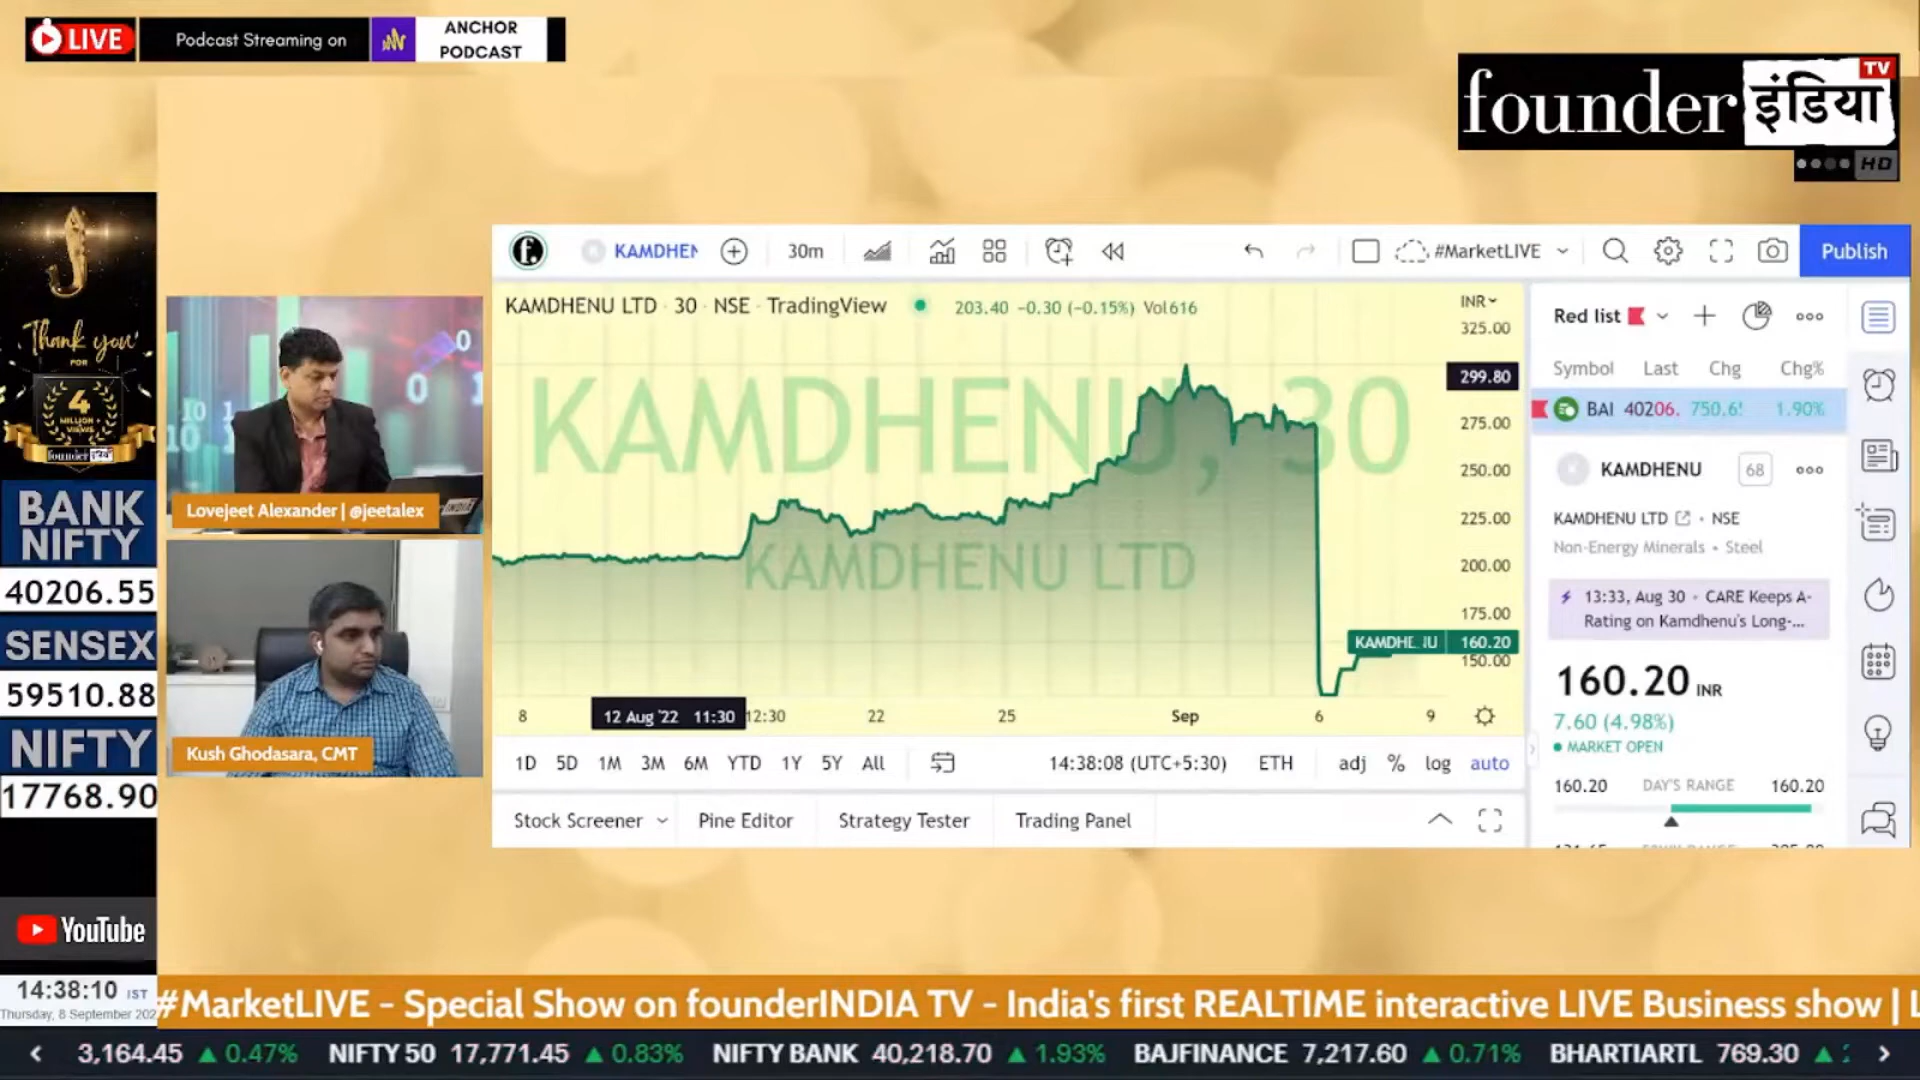 LIVE
Podcast Streaming on
ANCHOR
PODCAST
founder इंडिया TV
HD
Thank you
FOR
4
MILLION +
VIEWS
founder इंडिया
BANK
NIFTY
40206.55
SENSEX
59510.88
NIFTY
17768.90
YouTube
14:38:10 IST
Thursday, 8 September 202
Lovejeet Alexander | @jeetalex
Kush Ghodasara, CMT
f. KAMDHEN 30m #MarketLIVE Publish
KAMDHENU LTD · 30 · NSE · TradingView 203.40 −0.30 (−0.15%) Vol616
INR
325.00
299.80
275.00
250.00
225.00
200.00
175.00
160.20
150.00
KAMDHENU, 30
KAMDHENU LTD
8 12 Aug '22 11:30 12:30 22 25 Sep 6 9
1D 5D 1M 3M 6M YTD 1Y 5Y All 14:38:08 (UTC+5:30) ETH adj % log auto
Stock Screener Pine Editor Strategy Tester Trading Panel
Red list
Symbol Last Chg Chg%
BAI 40206. 750.6 1.90%
KAMDHENU 68
KAMDHENU LTD • NSE
Non-Energy Minerals • Steel
13:33, Aug 30 • CARE Keeps A-
Rating on Kamdhenu's Long-...
160.20 INR
7.60 (4.98%)
MARKET OPEN
160.20 DAY'S RANGE 160.20
#MarketLIVE - Special Show on founderINDIA TV - India's first REALTIME interactive LIVE Business show | L
3,164.45 ▲ 0.47% NIFTY 50 17,771.45 ▲ 0.83% NIFTY BANK 40,218.70 ▲ 1.93% BAJFINANCE 7,217.60 ▲ 0.71% BHARTIARTL 769.30 ▲